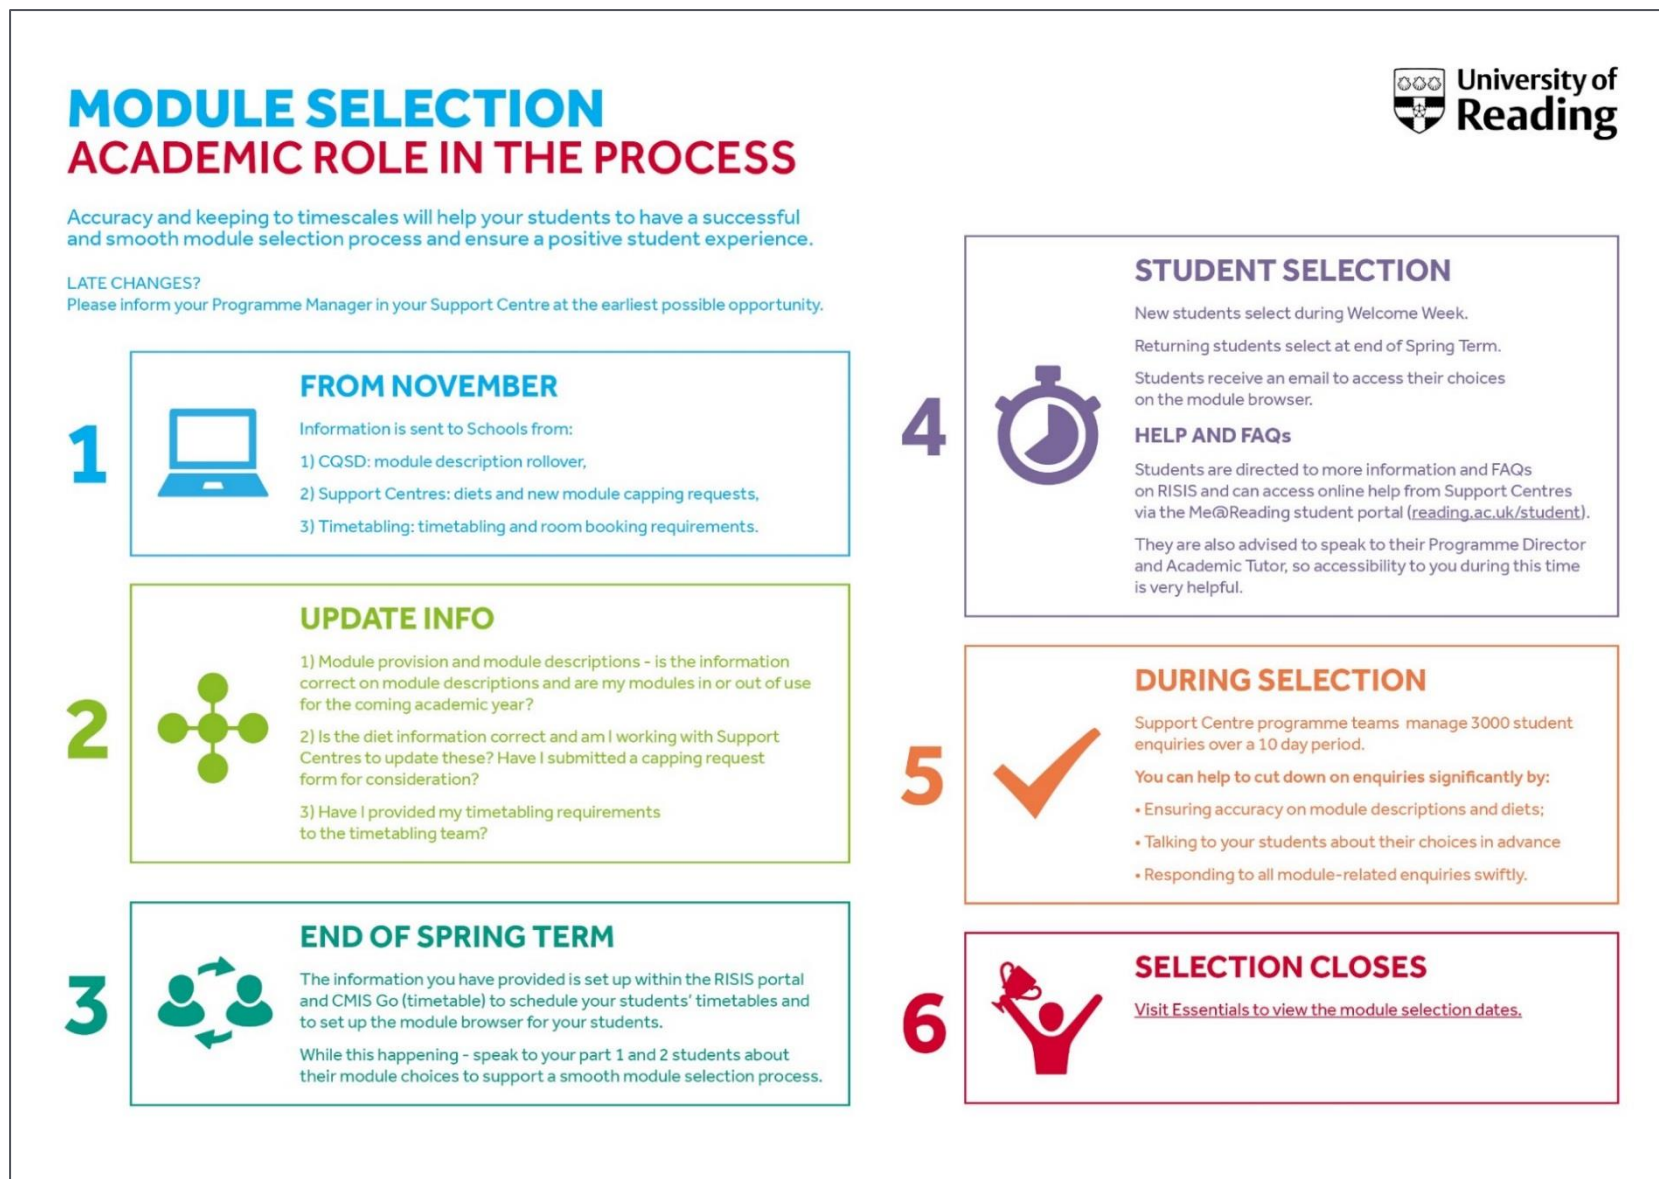 MODULE SELECTION
ACADEMIC ROLE IN THE PROCESS
University of
Reading
Accuracy and keeping to timescales will help your students to have a successful
and smooth module selection process and ensure a positive student experience.
LATE CHANGES?
Please inform your Programme Manager in your Support Centre at the earliest possible opportunity.
1
FROM NOVEMBER
Information is sent to Schools from:
1) CQSD: module description rollover,
2) Support Centres: diets and new module capping requests,
3) Timetabling: timetabling and room booking requirements.
2
UPDATE INFO
1) Module provision and module descriptions - is the information
correct on module descriptions and are my modules in or out of use
for the coming academic year?
2) Is the diet information correct and am I working with Support
Centres to update these? Have I submitted a capping request
form for consideration?
3) Have I provided my timetabling requirements
to the timetabling team?
3
END OF SPRING TERM
The information you have provided is set up within the RISIS portal
and CMIS Go (timetable) to schedule your students' timetables and
to set up the module browser for your students.
While this happening - speak to your part 1 and 2 students about
their module choices to support a smooth module selection process.
4
STUDENT SELECTION
New students select during Welcome Week.
Returning students select at end of Spring Term.
Students receive an email to access their choices
on the module browser.
HELP AND FAQs
Students are directed to more information and FAQs
on RISIS and can access online help from Support Centres
via the Me@Reading student portal (reading.ac.uk/student).
They are also advised to speak to their Programme Director
and Academic Tutor, so accessibility to you during this time
is very helpful.
5
DURING SELECTION
Support Centre programme teams manage 3000 student
enquiries over a 10 day period.
You can help to cut down on enquiries significantly by:
• Ensuring accuracy on module descriptions and diets;
• Talking to your students about their choices in advance
• Responding to all module-related enquiries swiftly.
6
SELECTION CLOSES
Visit Essentials to view the module selection dates.